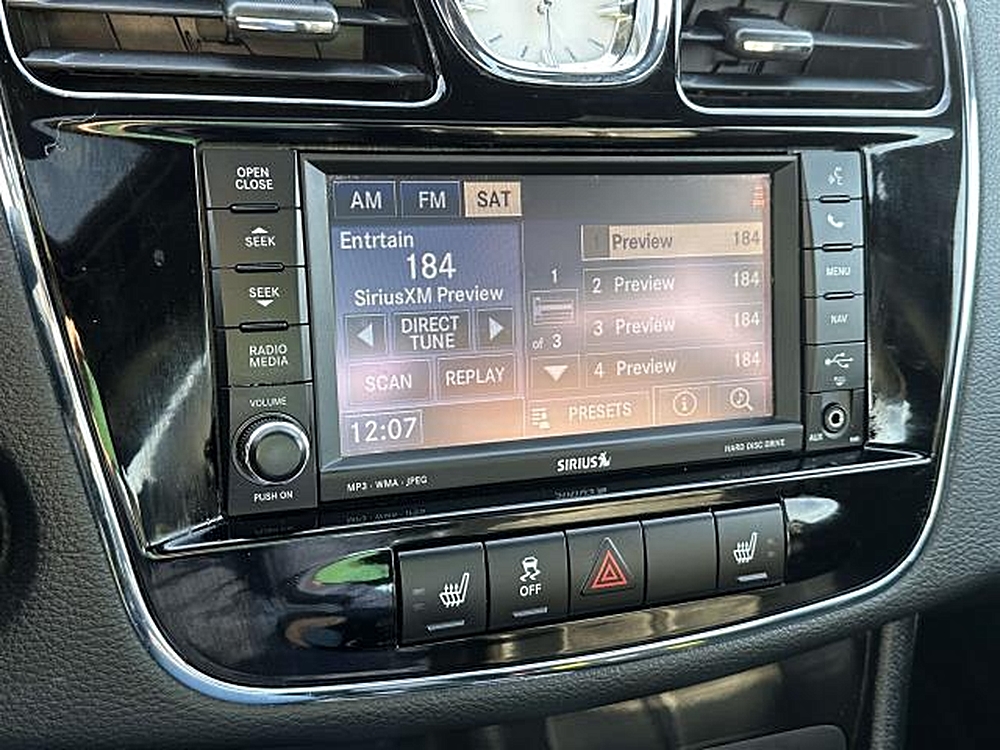 OPEN
CLOSE
SEEK
SEEK
RADIO
MEDIA
VOLUME
PUSH ON
AM FM SAT
Entrtain
184
SiriusXM Preview
DIRECT
TUNE
SCAN REPLAY
12:07
1
of 3
1 Preview 184
2 Preview 184
3 Preview 184
4 Preview 184
PRESETS
MENU
NAV
AUX
MP3 · WMA · JPEG
SIRIUS
HARD DISC DRIVE
OFF